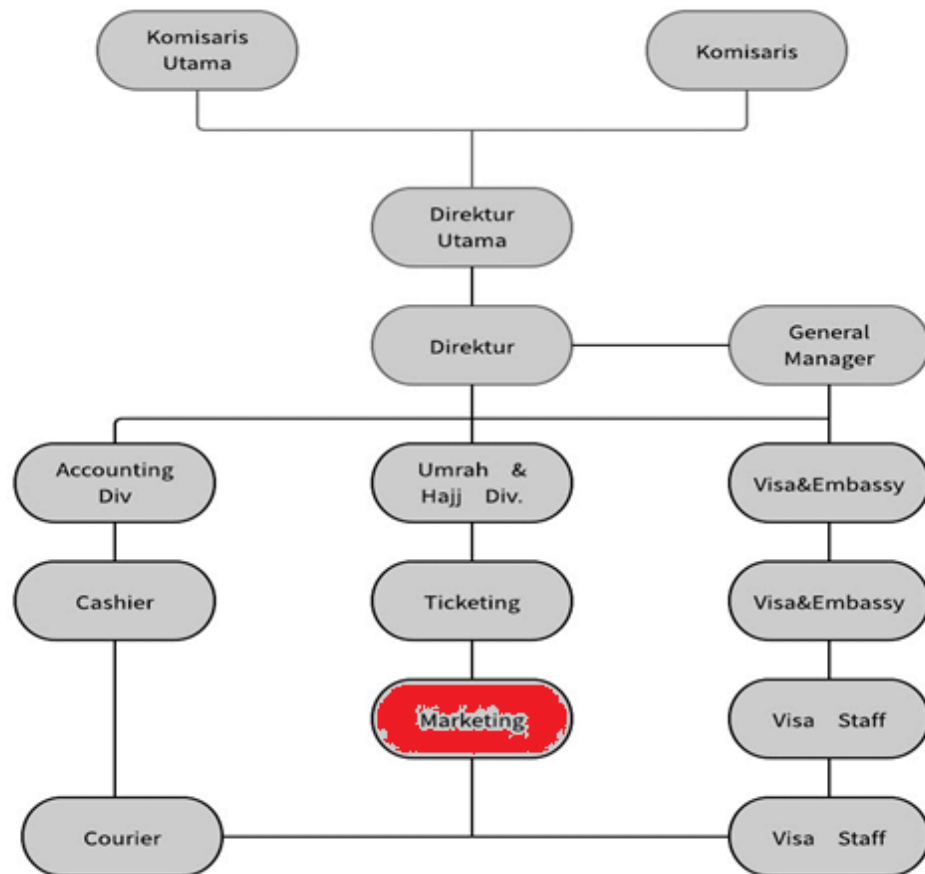 Komisaris
Utama
Komisaris
Direktur
Utama
Direktur
General
Manager
Accounting
Div
Umrah & 
Hajj Div.
Visa&Embassy
Cashier
Ticketing
Visa&Embassy
Marketing
Visa Staff
Courier
Visa Staff